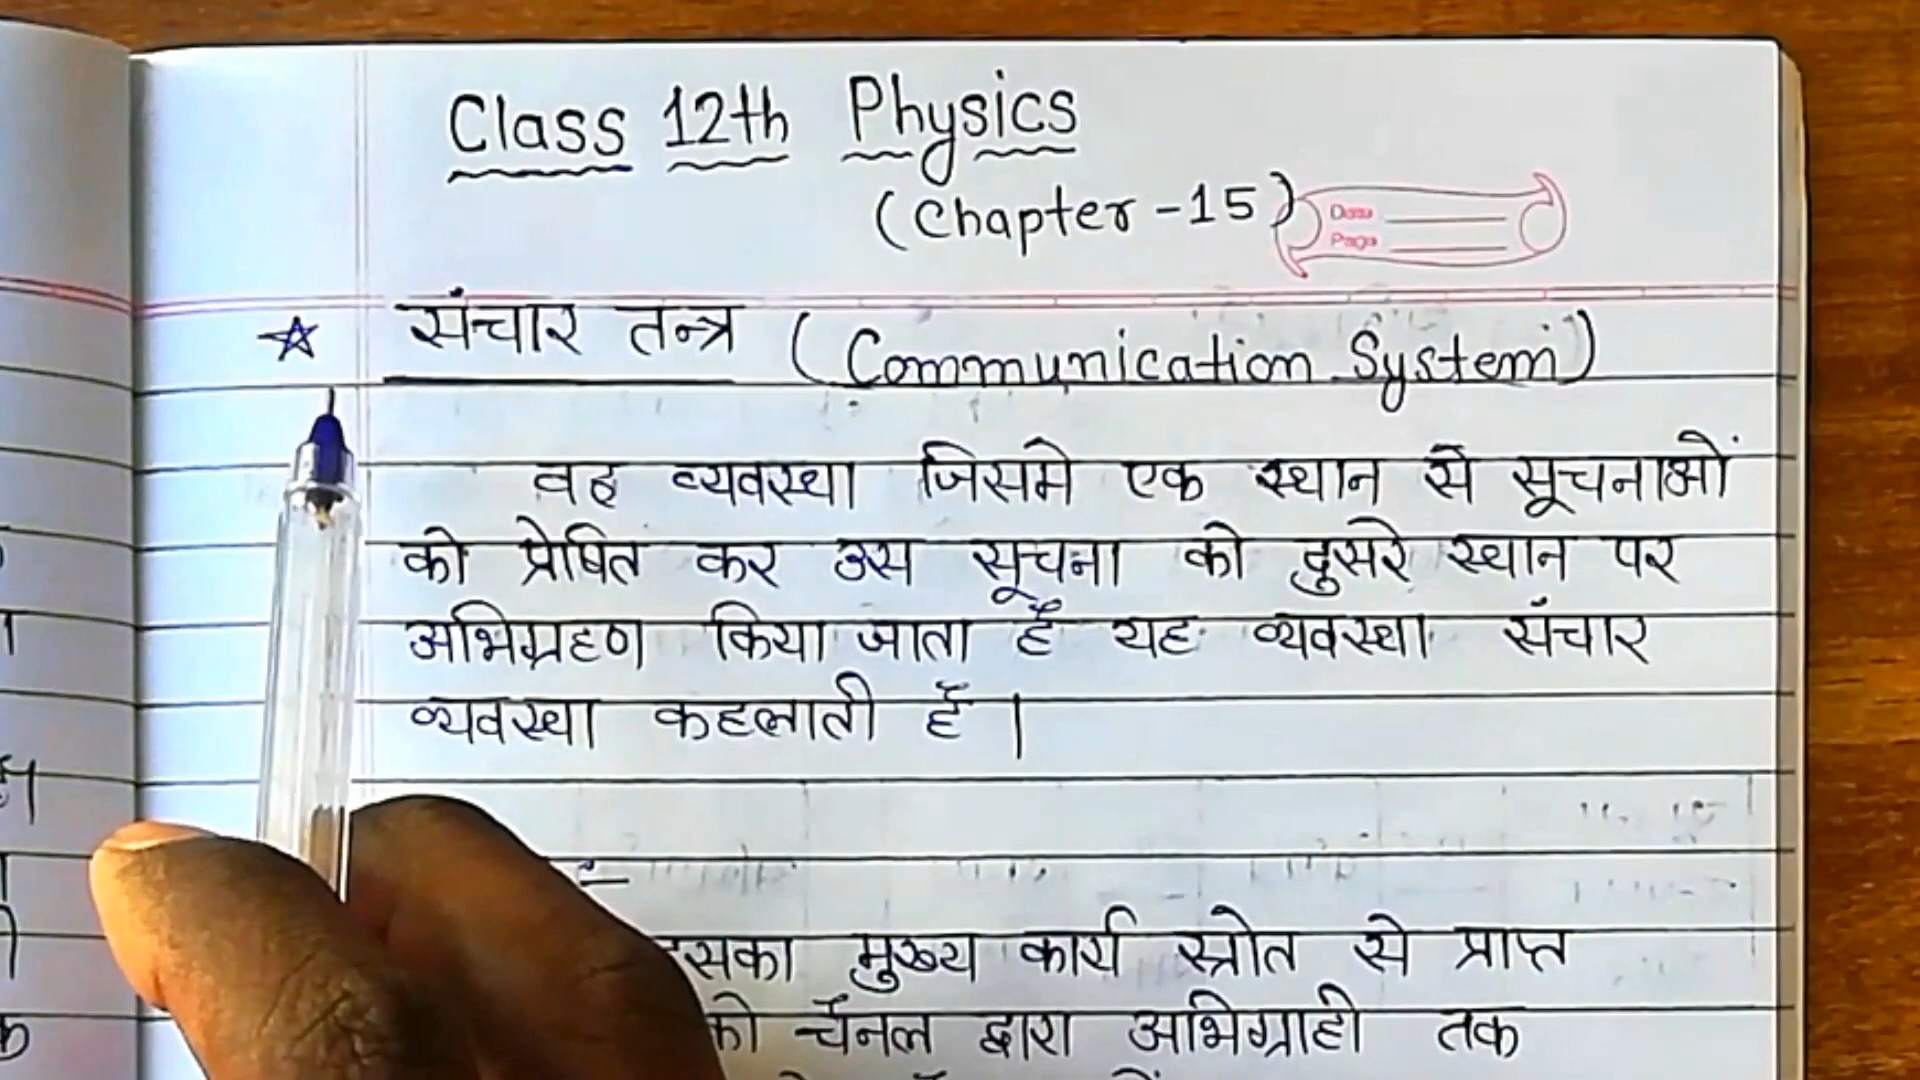 Class 12th Physics
(Chapter-15)
Date
Page
संचार तन्त्र (Communication System)
वह व्यवस्था जिसमे एक स्थान से सूचनाओं
को प्रेषित कर उस सूचना को दुसरे स्थान पर
अभिग्रहण किया जाता है यह व्यवस्था संचार
व्यवस्था कहलाती है।
इसका मुख्य कार्य स्त्रोत से प्राप्त
को चैनल द्वारा अभिग्राही तक